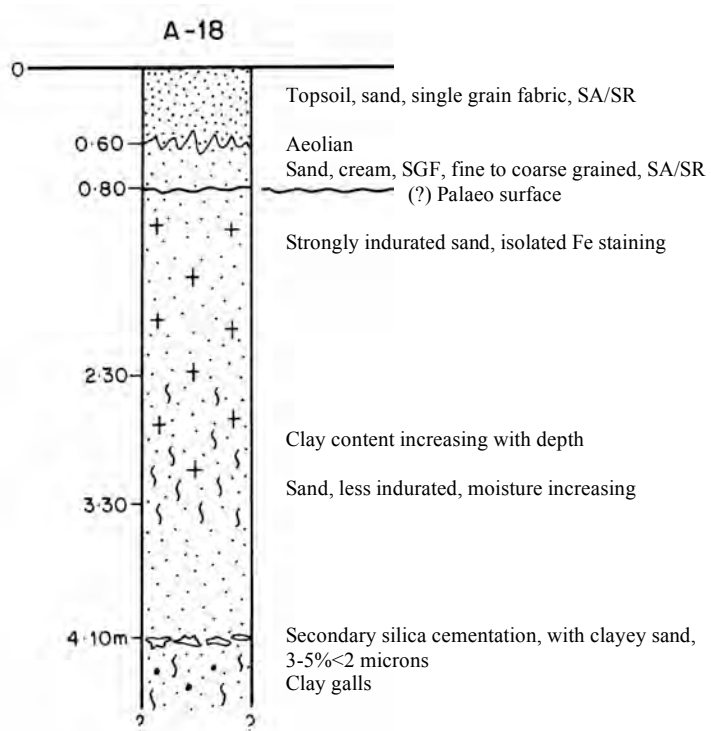 A-18
0
Topsoil, sand, single grain fabric, SA/SR
0·60
Aeolian
Sand, cream, SGF, fine to coarse grained, SA/SR
0·80
(?) Palaeo surface
Strongly indurated sand, isolated Fe staining
2·30
Clay content increasing with depth
Sand, less indurated, moisture increasing
3·30
4·10m
Secondary silica cementation, with clayey sand,
3-5%<2 microns
Clay galls
? ?